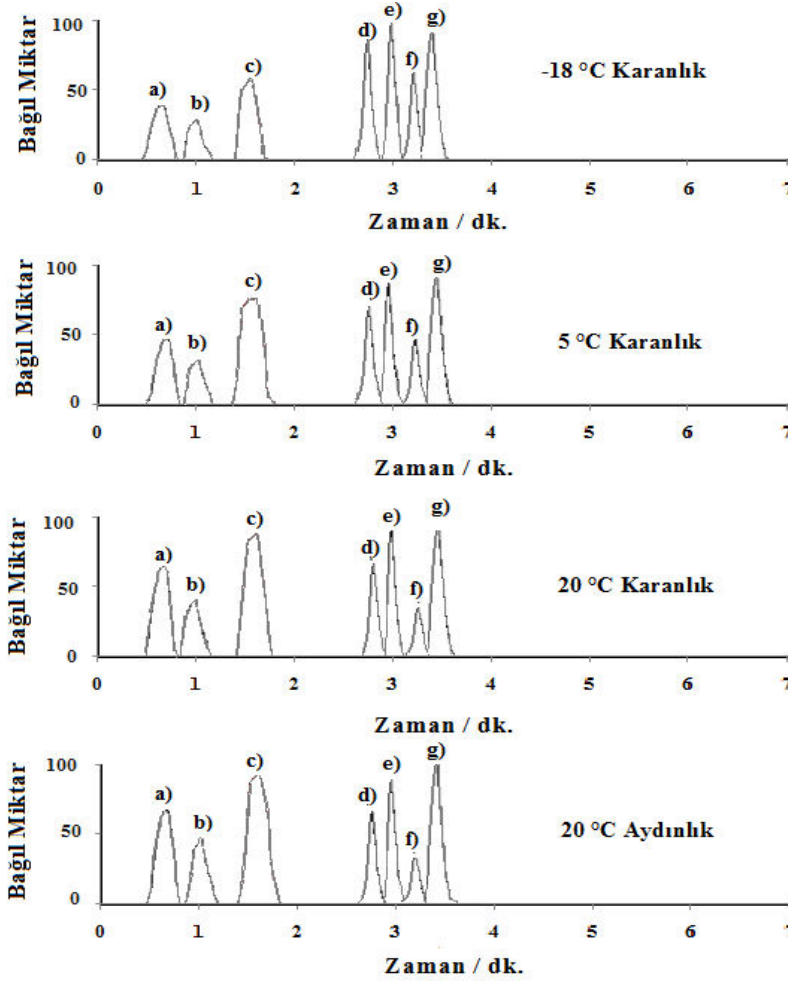 Bağıl Miktar
100
50
0
a)
b)
c)
d)
e)
f)
g)
-18 °C Karanlık
0 1 2 3 4 5 6 7
Zaman / dk.
Bağıl Miktar
100
50
0
a)
b)
c)
d)
e)
f)
g)
5 °C Karanlık
0 1 2 3 4 5 6 7
Zaman / dk.
Bağıl Miktar
100
50
0
a)
b)
c)
d)
e)
f)
g)
20 °C Karanlık
0 1 2 3 4 5 6 7
Zaman / dk.
Bağıl Miktar
100
50
0
a)
b)
c)
d)
e)
f)
g)
20 °C Aydınlık
0 1 2 3 4 5 6 7
Zaman / dk.